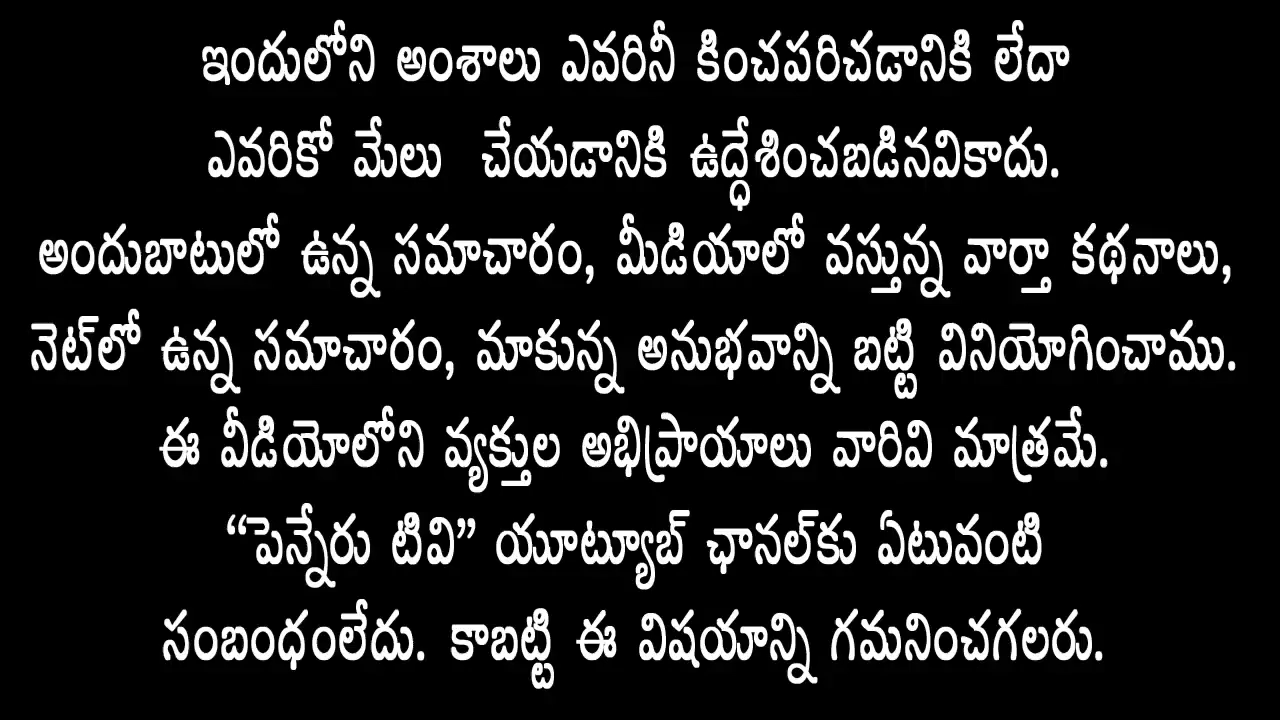 ఇందులోని అంశాలు ఎవరినీ కించపరిచడానికి లేదా
ఎవరికో మేలు చేయడానికి ఉద్ధేశించబడినవికాదు.
అందుబాటులో ఉన్న సమాచారం, మీడియాలో వస్తున్న వార్తా కథనాలు,
నెట్‌లో ఉన్న సమాచారం, మాకున్న అనుభవాన్ని బట్టి వినియోగించాము.
ఈ వీడియోలోని వ్యక్తుల అభిప్రాయాలు వారివి మాత్రమే.
“పెన్నేరు టివి” యూట్యూబ్ ఛానల్‌కు ఏటువంటి
సంబంధంలేదు. కాబట్టి ఈ విషయాన్ని గమనించగలరు.